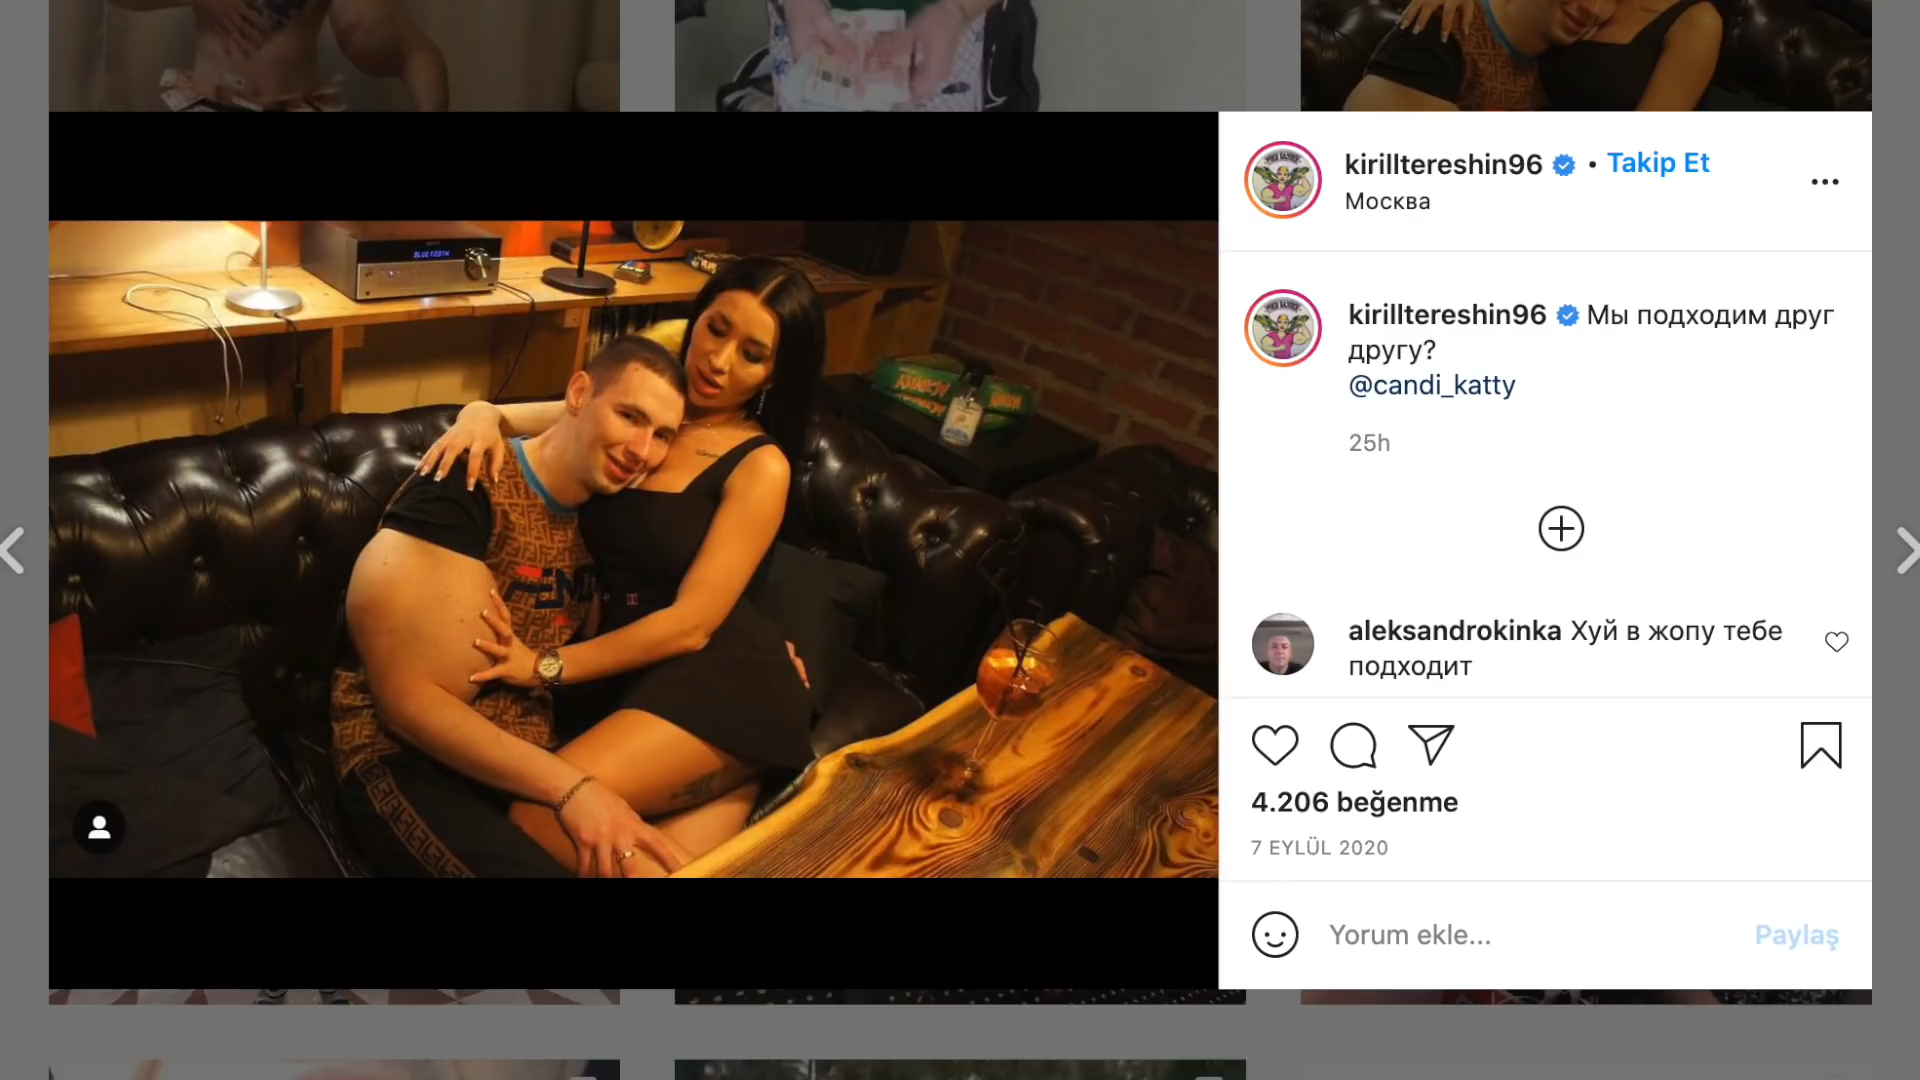 BLUETOOTH
kirilltereshin96 • Takip Et
Москва
kirilltereshin96 Мы подходим друг
другу?
@candi_katty
25h
aleksandrokinka Хуй в жопу тебе
подходит
4.206 beğenme
7 EYLÜL 2020
Yorum ekle...
Paylaş